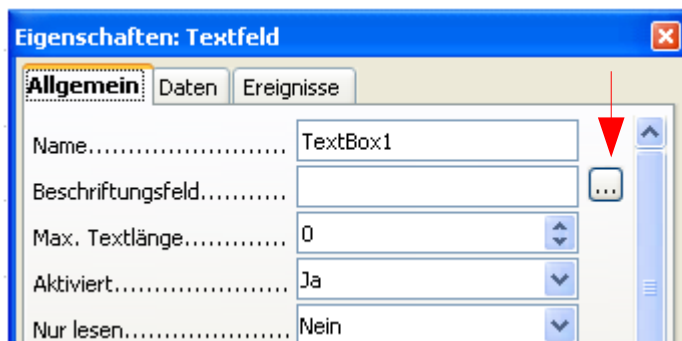 Eigenschaften: Textfeld
Allgemein Daten Ereignisse
Name........................ TextBox1
Beschriftungsfeld........... ...
Max. Textlänge............. 0
Aktiviert...................... Ja
Nur lesen.................... Nein